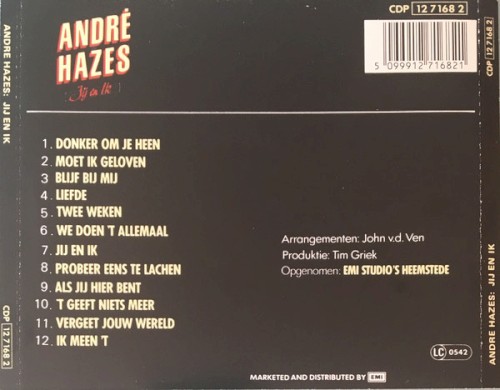 ANDRE HAZES: JIJ EN IK
CDP 12 7168 2
ANDRÉ
HAZES
Jij en Ik
CDP 12 7168 2
5 099912 716821
1. DONKER OM JE HEEN
2. MOET IK GELOVEN
3. BLIJF BIJ MIJ
4. LIEFDE
5. TWEE WEKEN
6. WE DOEN 'T ALLEMAAL
7. JIJ EN IK
8. PROBEER EENS TE LACHEN
9. ALS JIJ HIER BENT
10. 'T GEEFT NIETS MEER
11. VERGEET JOUW WERELD
12. IK MEEN 'T
Arrangementen: John v.d. Ven
Produktie: Tim Griek
Opgenomen: EMI STUDIO'S HEEMSTEDE
LC 0542
MARKETED AND DISTRIBUTED BY EMI
CDP 12 7168 2
ANDRE HAZES: JIJ EN IK